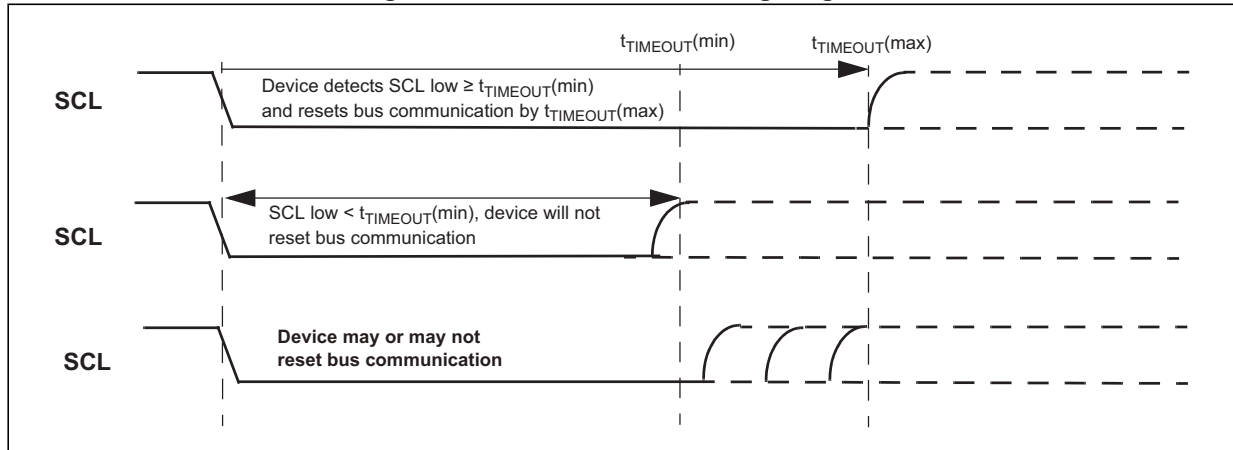 tTIMEOUT(min) tTIMEOUT(max)
SCL
Device detects SCL low ≥ tTIMEOUT(min)
and resets bus communication by tTIMEOUT(max)
SCL
SCL low < tTIMEOUT(min), device will not
reset bus communication
SCL
Device may or may not
reset bus communication